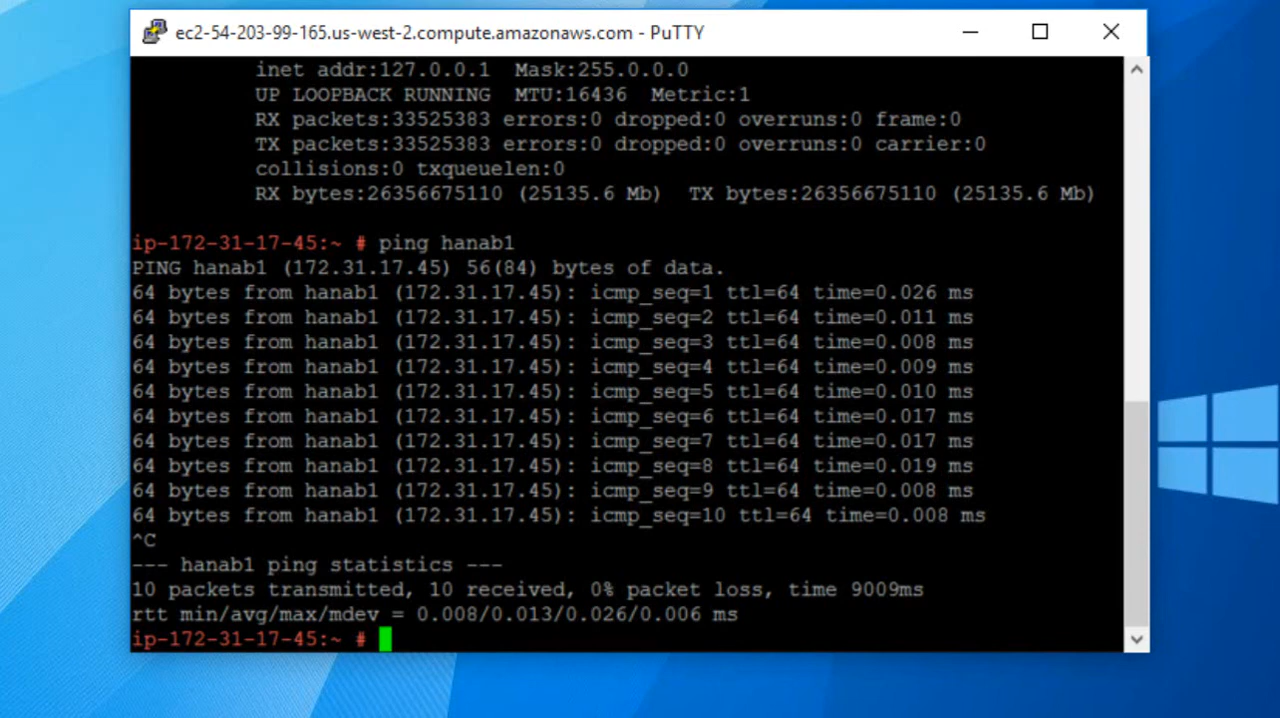 ec2-54-203-99-165.us-west-2.compute.amazonaws.com - PuTTY
inet addr:127.0.0.1 Mask:255.0.0.0
UP LOOPBACK RUNNING MTU:16436 Metric:1
RX packets:33525383 errors:0 dropped:0 overruns:0 frame:0
TX packets:33525383 errors:0 dropped:0 overruns:0 carrier:0
collisions:0 txqueuelen:0
RX bytes:26356675110 (25135.6 Mb) TX bytes:26356675110 (25135.6 Mb)
ip-172-31-17-45:~ # ping hanab1
PING hanab1 (172.31.17.45) 56(84) bytes of data.
64 bytes from hanab1 (172.31.17.45): icmp_seq=1 ttl=64 time=0.026 ms
64 bytes from hanab1 (172.31.17.45): icmp_seq=2 ttl=64 time=0.011 ms
64 bytes from hanab1 (172.31.17.45): icmp_seq=3 ttl=64 time=0.008 ms
64 bytes from hanab1 (172.31.17.45): icmp_seq=4 ttl=64 time=0.009 ms
64 bytes from hanab1 (172.31.17.45): icmp_seq=5 ttl=64 time=0.010 ms
64 bytes from hanab1 (172.31.17.45): icmp_seq=6 ttl=64 time=0.017 ms
64 bytes from hanab1 (172.31.17.45): icmp_seq=7 ttl=64 time=0.017 ms
64 bytes from hanab1 (172.31.17.45): icmp_seq=8 ttl=64 time=0.019 ms
64 bytes from hanab1 (172.31.17.45): icmp_seq=9 ttl=64 time=0.008 ms
64 bytes from hanab1 (172.31.17.45): icmp_seq=10 ttl=64 time=0.008 ms
^C
--- hanab1 ping statistics ---
10 packets transmitted, 10 received, 0% packet loss, time 9009ms
rtt min/avg/max/mdev = 0.008/0.013/0.026/0.006 ms
ip-172-31-17-45:~ #